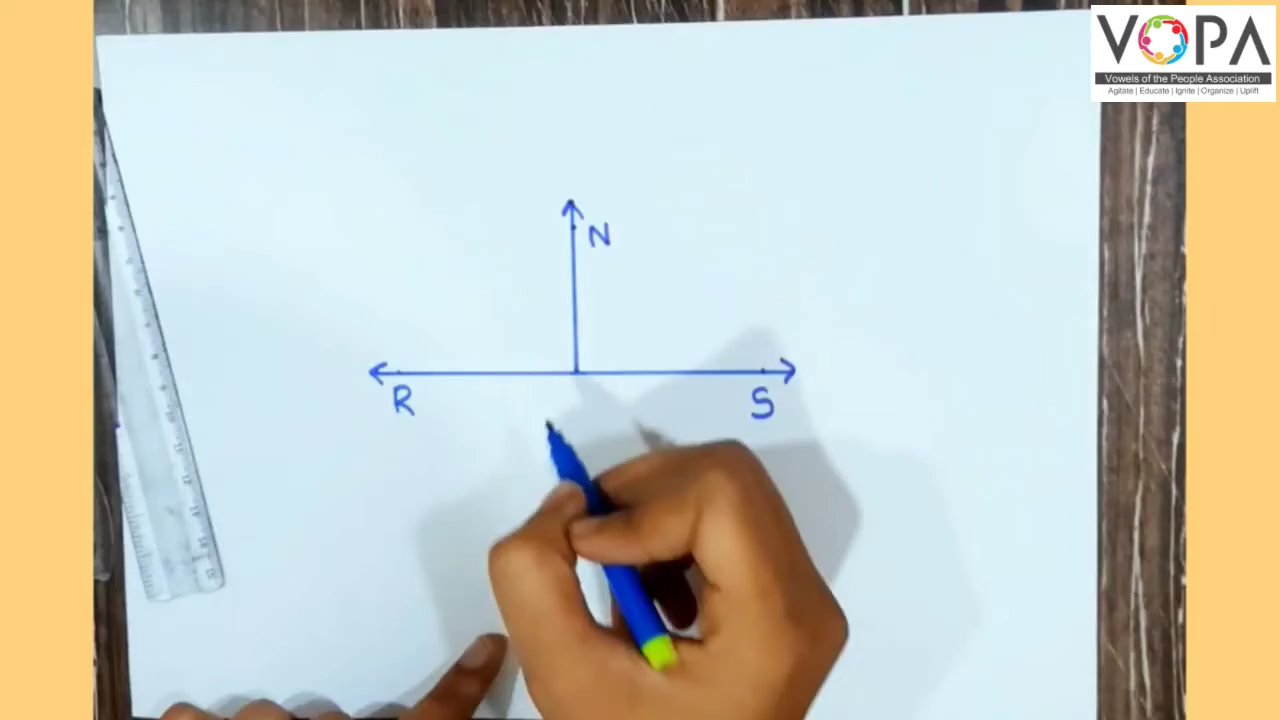 VOPA
Vowels of the People Association
Agitate | Educate | Ignite | Organize | Uplift
N
R
S